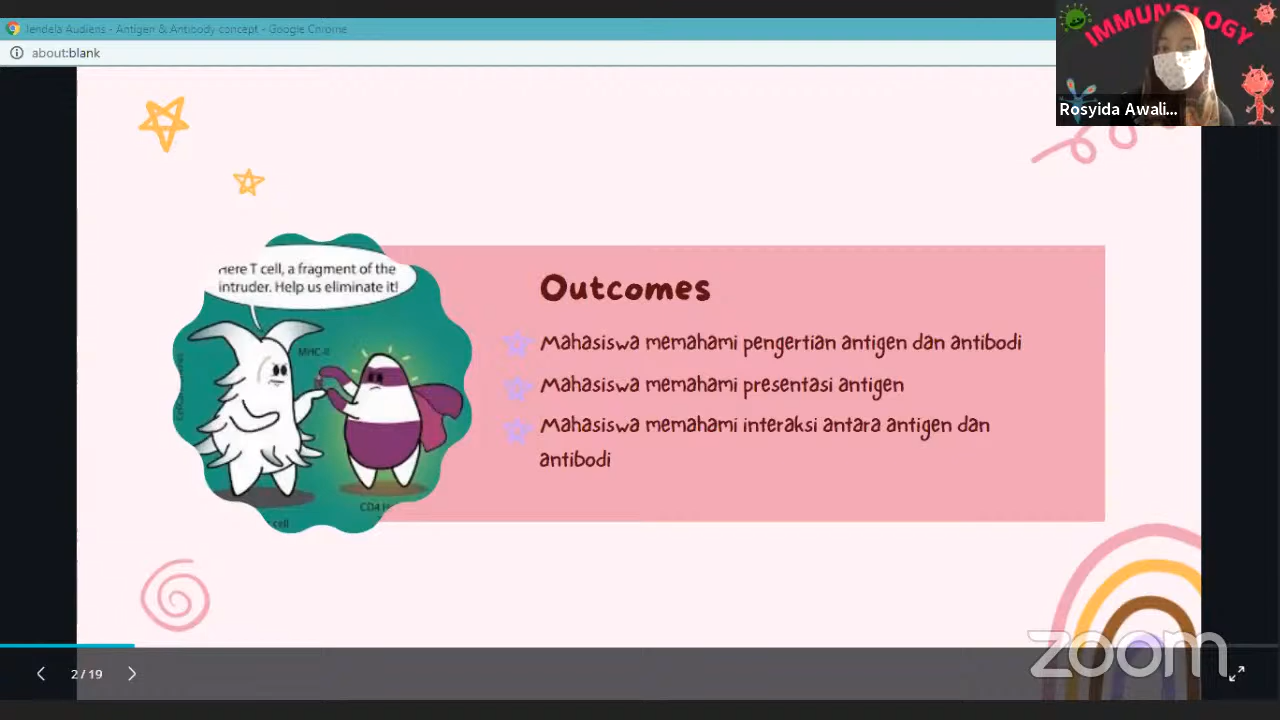 Jendela Audiens - Antigen & Antibody concept - Google Chrome
about:blank
IMMUNOLOGY
Rosyida Awali...
Here T cell, a fragment of the
intruder. Help us eliminate it!
MHC-II
CD4 H
cell
Outcomes
Mahasiswa memahami pengertian antigen dan antibodi
Mahasiswa memahami presentasi antigen
Mahasiswa memahami interaksi antara antigen dan
antibodi
zoom
2 / 19